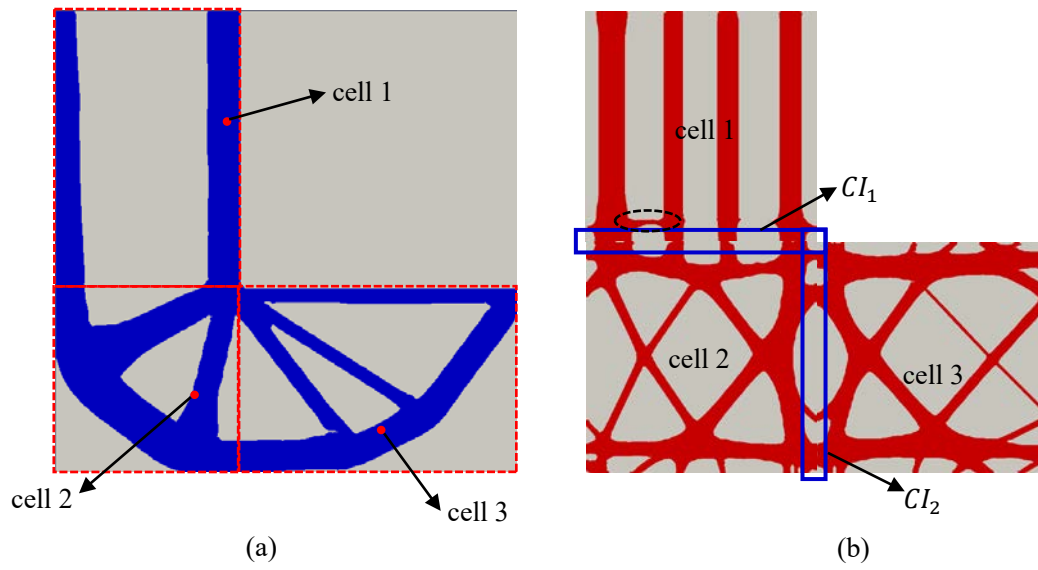 cell 1
cell 2
cell 3
(a)
cell 1
𝐶𝐼₁
cell 2
cell 3
𝐶𝐼₂
(b)